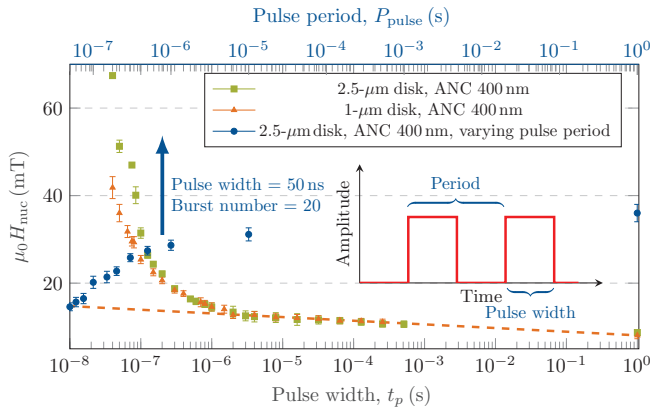 Pulse period, P_pulse (s)
10⁻⁷ 10⁻⁶ 10⁻⁵ 10⁻⁴ 10⁻³ 10⁻² 10⁻¹ 10⁰
60
40
20
μ₀H_nuc (mT)
2.5-μm disk, ANC 400 nm
1-μm disk, ANC 400 nm
2.5-μm disk, ANC 400 nm, varying pulse period
Pulse width = 50 ns
Burst number = 20
Amplitude
Period
Time
Pulse width
10⁻⁸ 10⁻⁷ 10⁻⁶ 10⁻⁵ 10⁻⁴ 10⁻³ 10⁻² 10⁻¹ 10⁰
Pulse width, t_p (s)